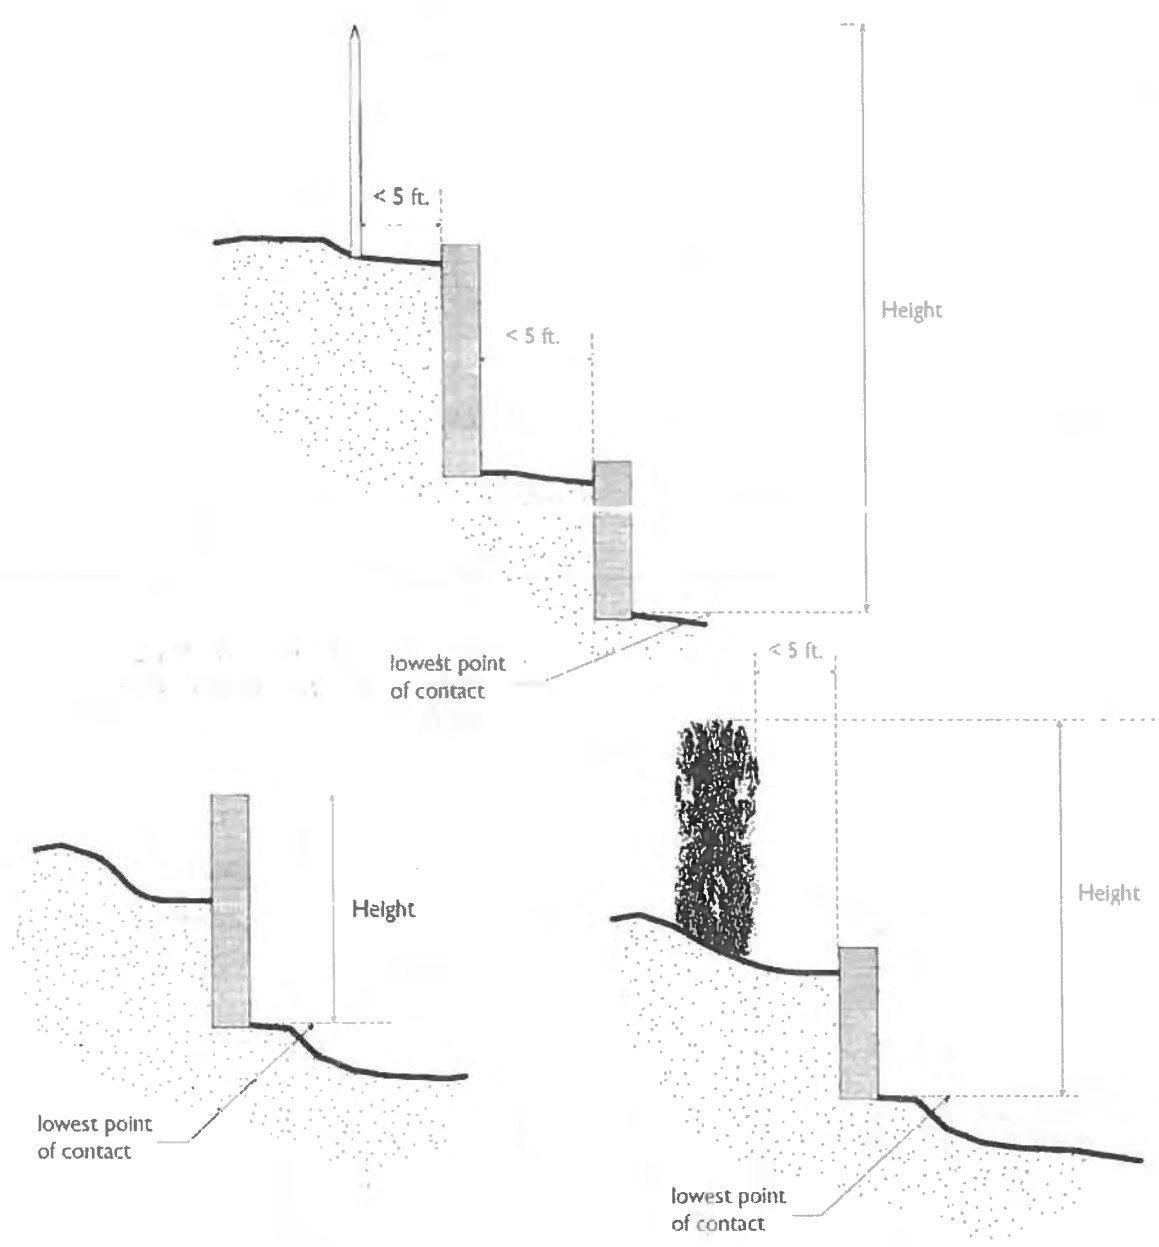 < 5 ft.
Height
< 5 ft.
lowest point
of contact
< 5 ft.
Height
Height
lowest point
of contact
lowest point
of contact